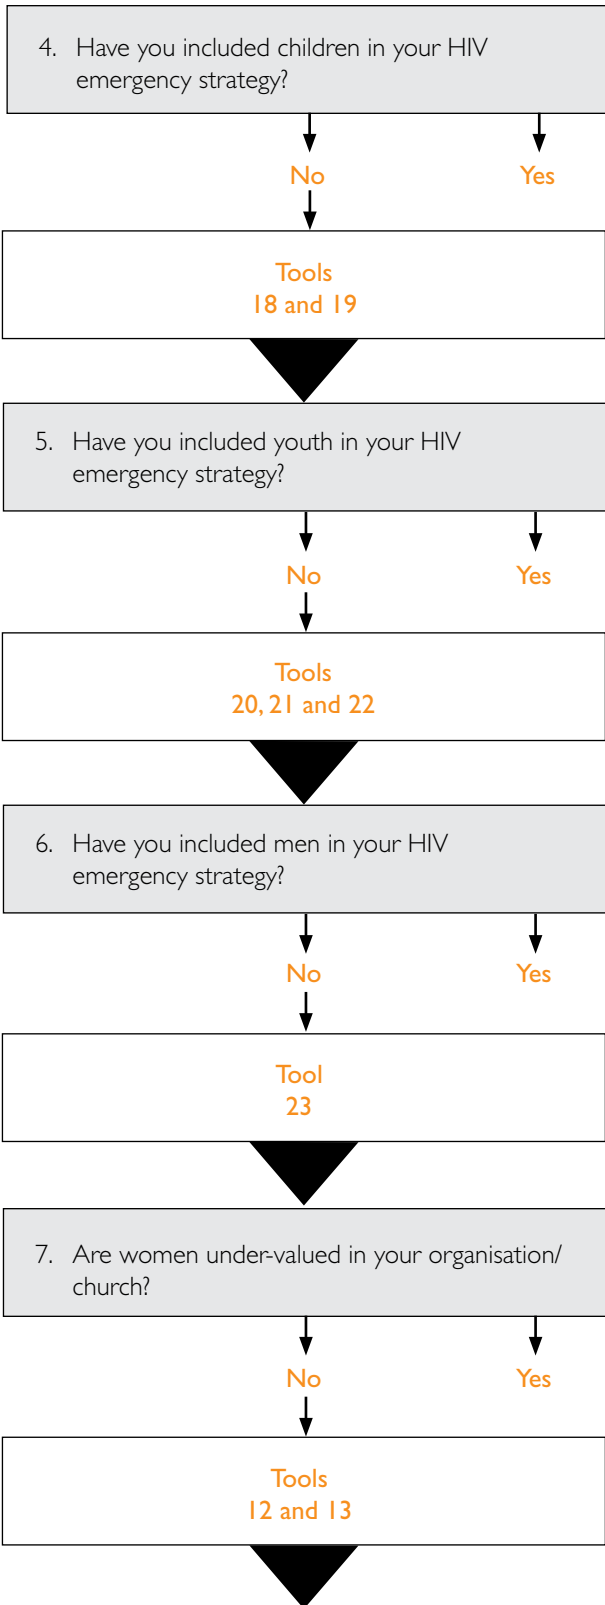 4. Have you included children in your HIV
emergency strategy?
No Yes
Tools
18 and 19
5. Have you included youth in your HIV
emergency strategy?
No Yes
Tools
20, 21 and 22
6. Have you included men in your HIV
emergency strategy?
No Yes
Tool
23
7. Are women under-valued in your organisation/
church?
No Yes
Tools
12 and 13